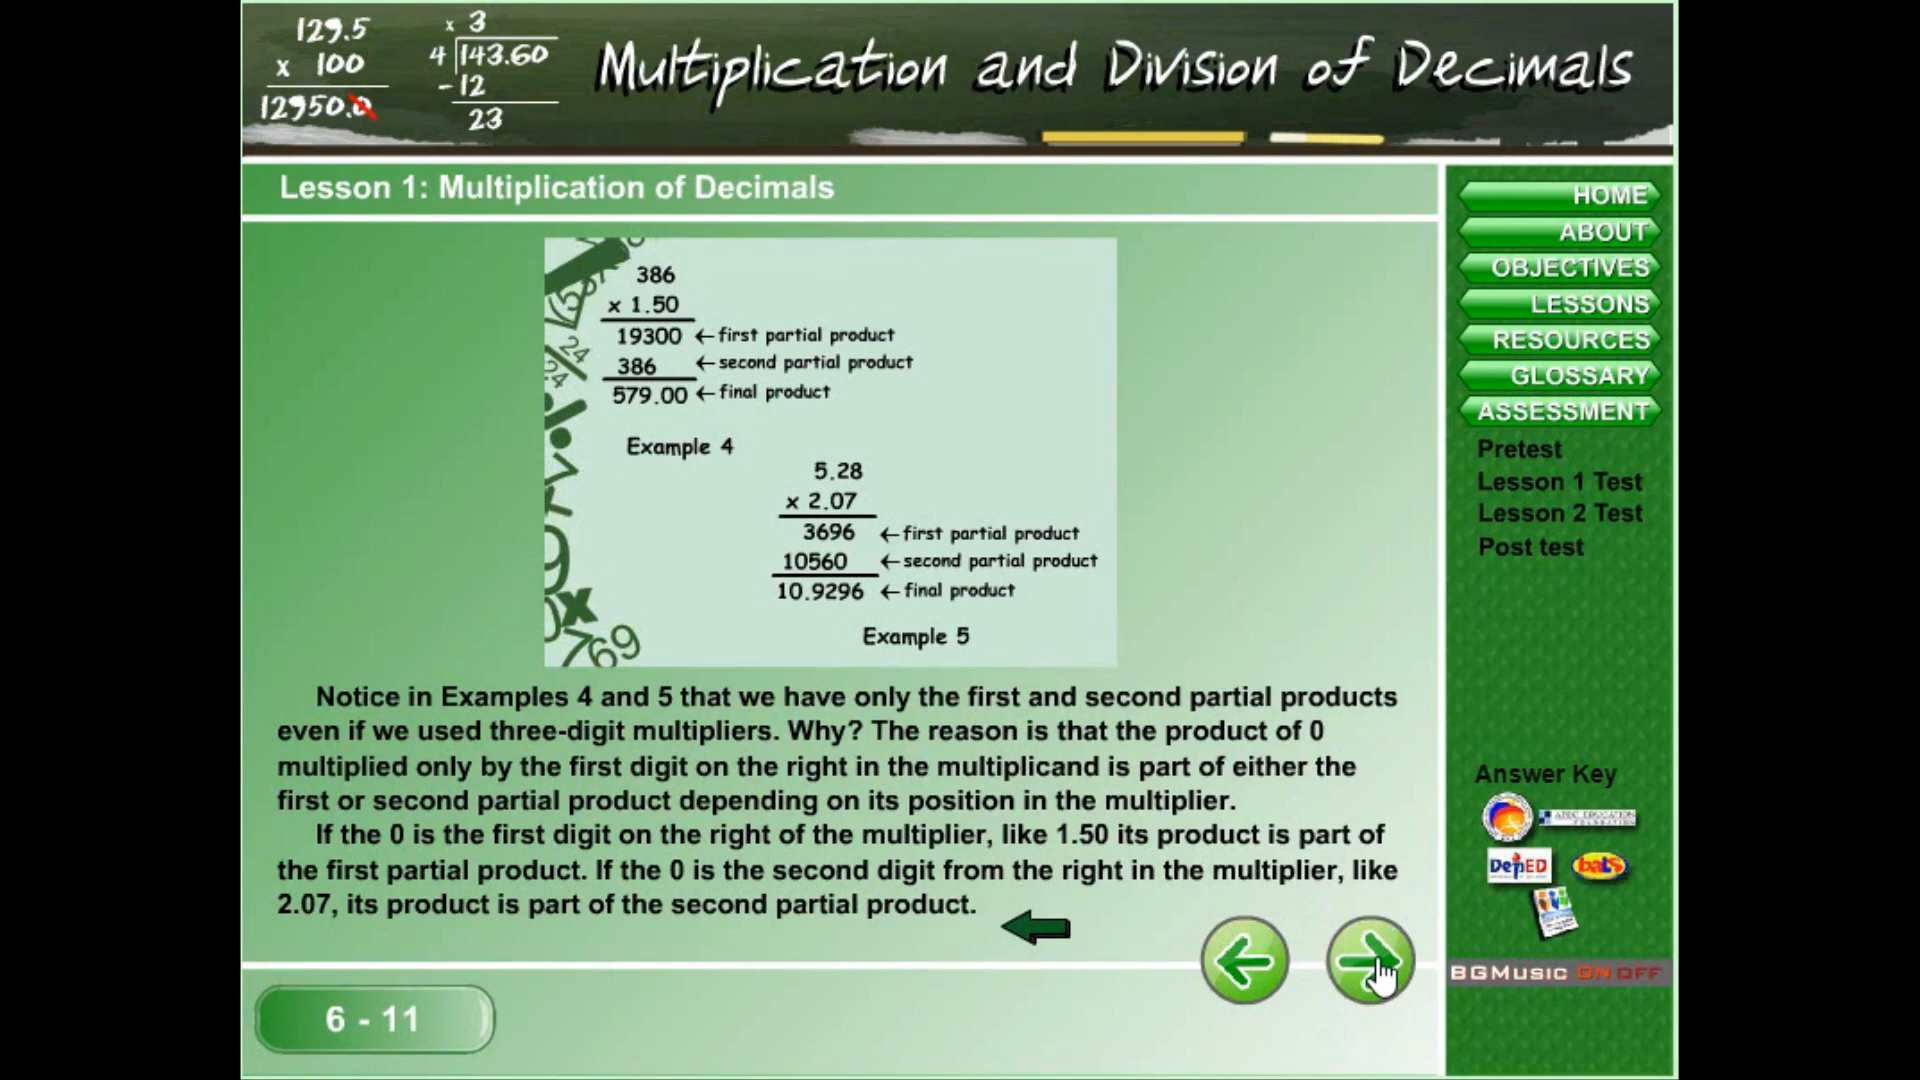 129.5
x 100
12950.0
x 3
4 143.60
-12
23
Multiplication and Division of Decimals
Lesson 1: Multiplication of Decimals
HOME
ABOUT
OBJECTIVES
LESSONS
RESOURCES
GLOSSARY
ASSESSMENT
Pretest
Lesson 1 Test
Lesson 2 Test
Post test
386
x 1.50
19300 ←first partial product
386 ←second partial product
579.00 ←final product
Example 4
5.28
x 2.07
3696 ←first partial product
10560 ←second partial product
10.9296 ←final product
Example 5
24
24
69
Notice in Examples 4 and 5 that we have only the first and second partial products
even if we used three-digit multipliers. Why? The reason is that the product of 0
multiplied only by the first digit on the right in the multiplicand is part of either the
first or second partial product depending on its position in the multiplier.
If the 0 is the first digit on the right of the multiplier, like 1.50 its product is part of
the first partial product. If the 0 is the second digit from the right in the multiplier, like
2.07, its product is part of the second partial product.
Answer Key
APEC EDUCATION
FOUNDATION
DepED
bals
BGMusic ON OFF
6 - 11